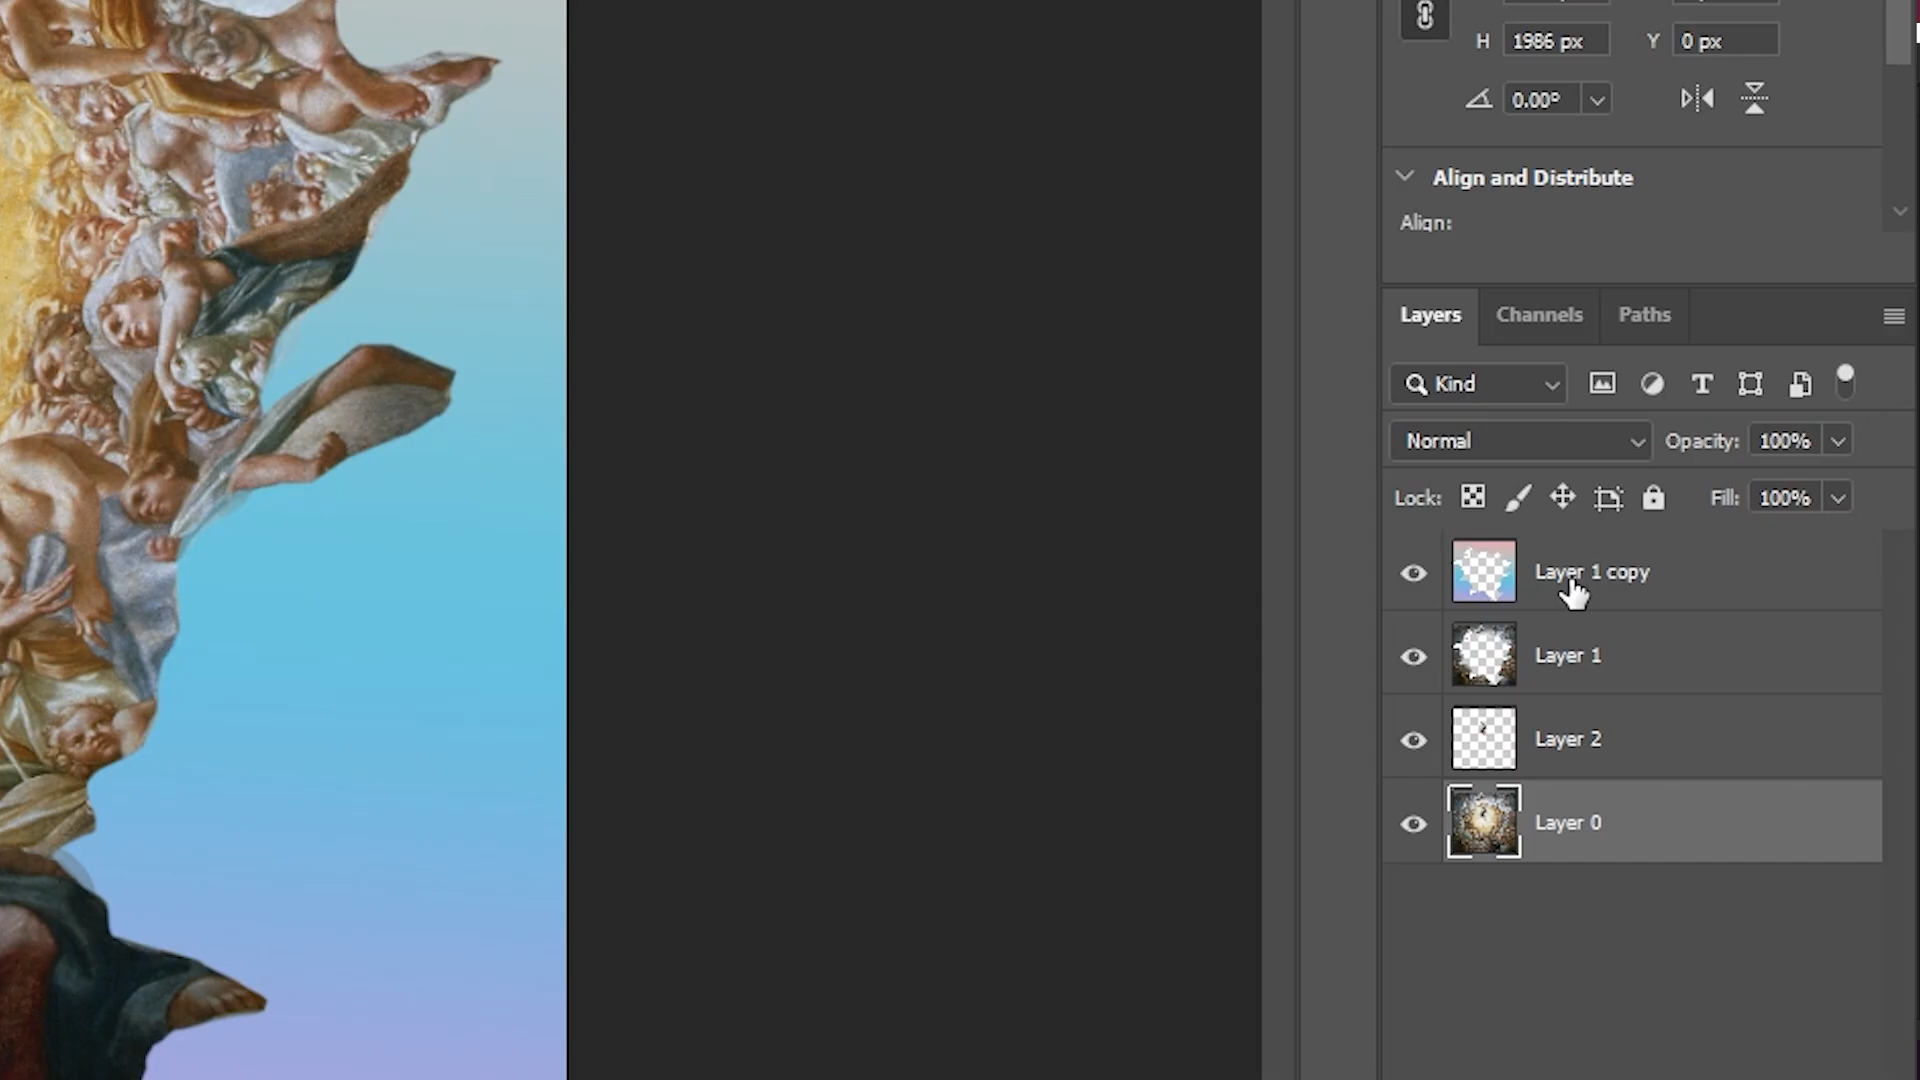 H 1986 px Y 0 px
0.00º
Align and Distribute
Align:
Layers Channels Paths
Kind
Normal Opacity: 100%
Lock: Fill: 100%
Layer 1 copy
Layer 1
Layer 2
Layer 0